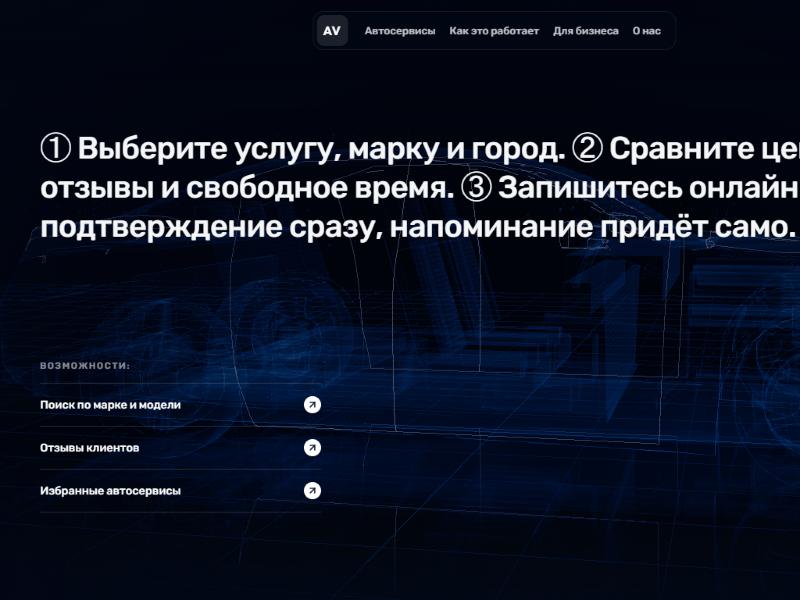 AV Автосервисы Как это работает Для бизнеса О нас
① Выберите услугу, марку и город. ② Сравните
отзывы и свободное время. ③ Запишитесь онлайн
подтверждение сразу, напоминание придёт само.
ВОЗМОЖНОСТИ:
Поиск по марке и модели
Отзывы клиентов
Избранные автосервисы